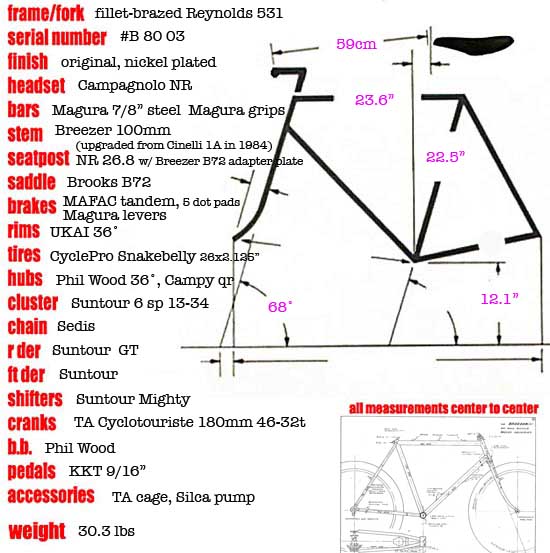 frame/fork fillet-brazed Reynolds 531
serial number #B 80 03
finish original, nickel plated
headset Campagnolo NR
bars Magura 7/8” steel Magura grips
stem Breezer 100mm
(upgraded from Cinelli 1A in 1984)
seatpost NR 26.8 w/ Breezer B72 adapter plate
saddle Brooks B72
brakes MAFAC tandem, 5 dot pads
Magura levers
rims UKAI 36°
tires CyclePro Snakebelly 26x2.125”
hubs Phil Wood 36°, Campy qr
cluster Suntour 6 sp 13-34
chain Sedis
r der Suntour GT
ft der Suntour
shifters Suntour Mighty
cranks TA Cyclotouriste 180mm 46-32t
b.b. Phil Wood
pedals KKT 9/16”
accessories TA cage, Silca pump
weight 30.3 lbs
59cm
23.6”
22.5”
68°
12.1”
all measurements center to center